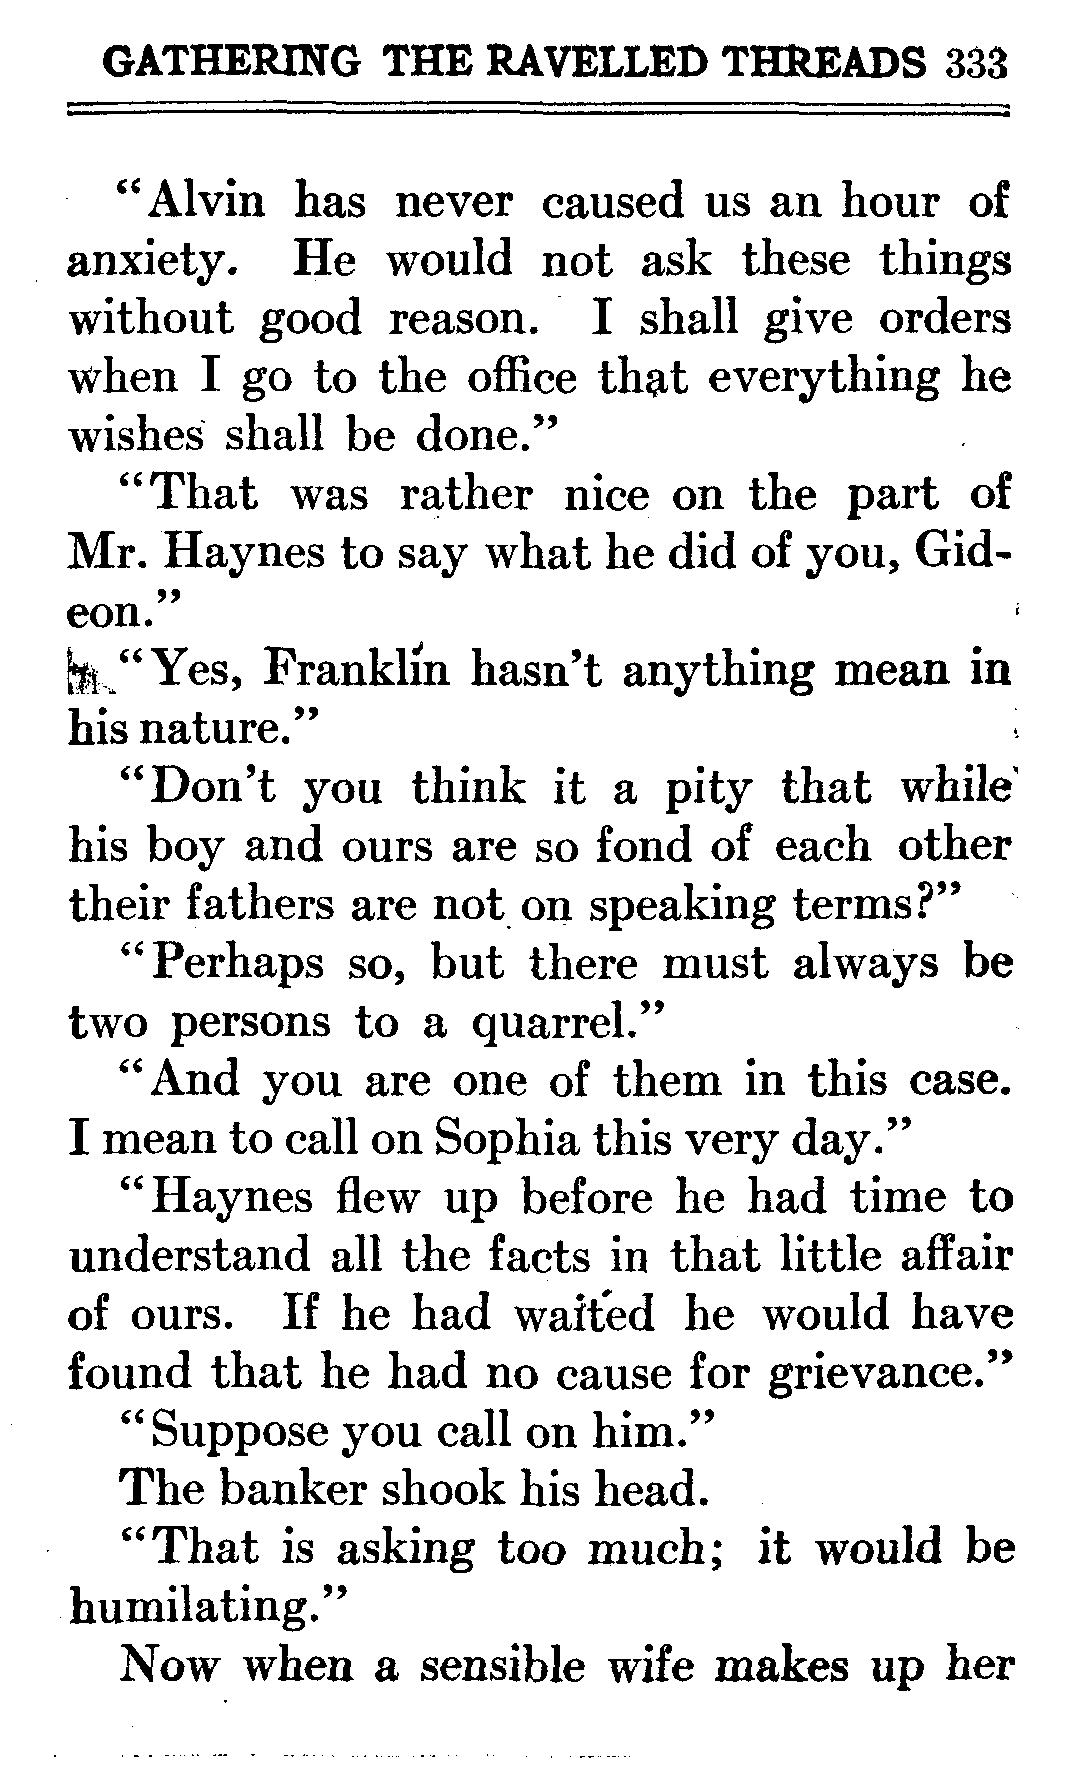 GATHERING THE RAVELLED THREADS 333
"Alvin has never caused us an hour of
anxiety. He would not ask these things
without good reason. I shall give orders
when I go to the office that everything he
wishes shall be done."
"That was rather nice on the part of
Mr. Haynes to say what he did of you, Gid-
eon."
"Yes, Franklin hasn't anything mean in
his nature."
"Don't you think it a pity that while
his boy and ours are so fond of each other
their fathers are not on speaking terms?"
"Perhaps so, but there must always be
two persons to a quarrel."
"And you are one of them in this case.
I mean to call on Sophia this very day."
"Haynes flew up before he had time to
understand all the facts in that little affair
of ours. If he had waited he would have
found that he had no cause for grievance."
"Suppose you call on him."
The banker shook his head.
"That is asking too much; it would be
humilating."
Now when a sensible wife makes up her